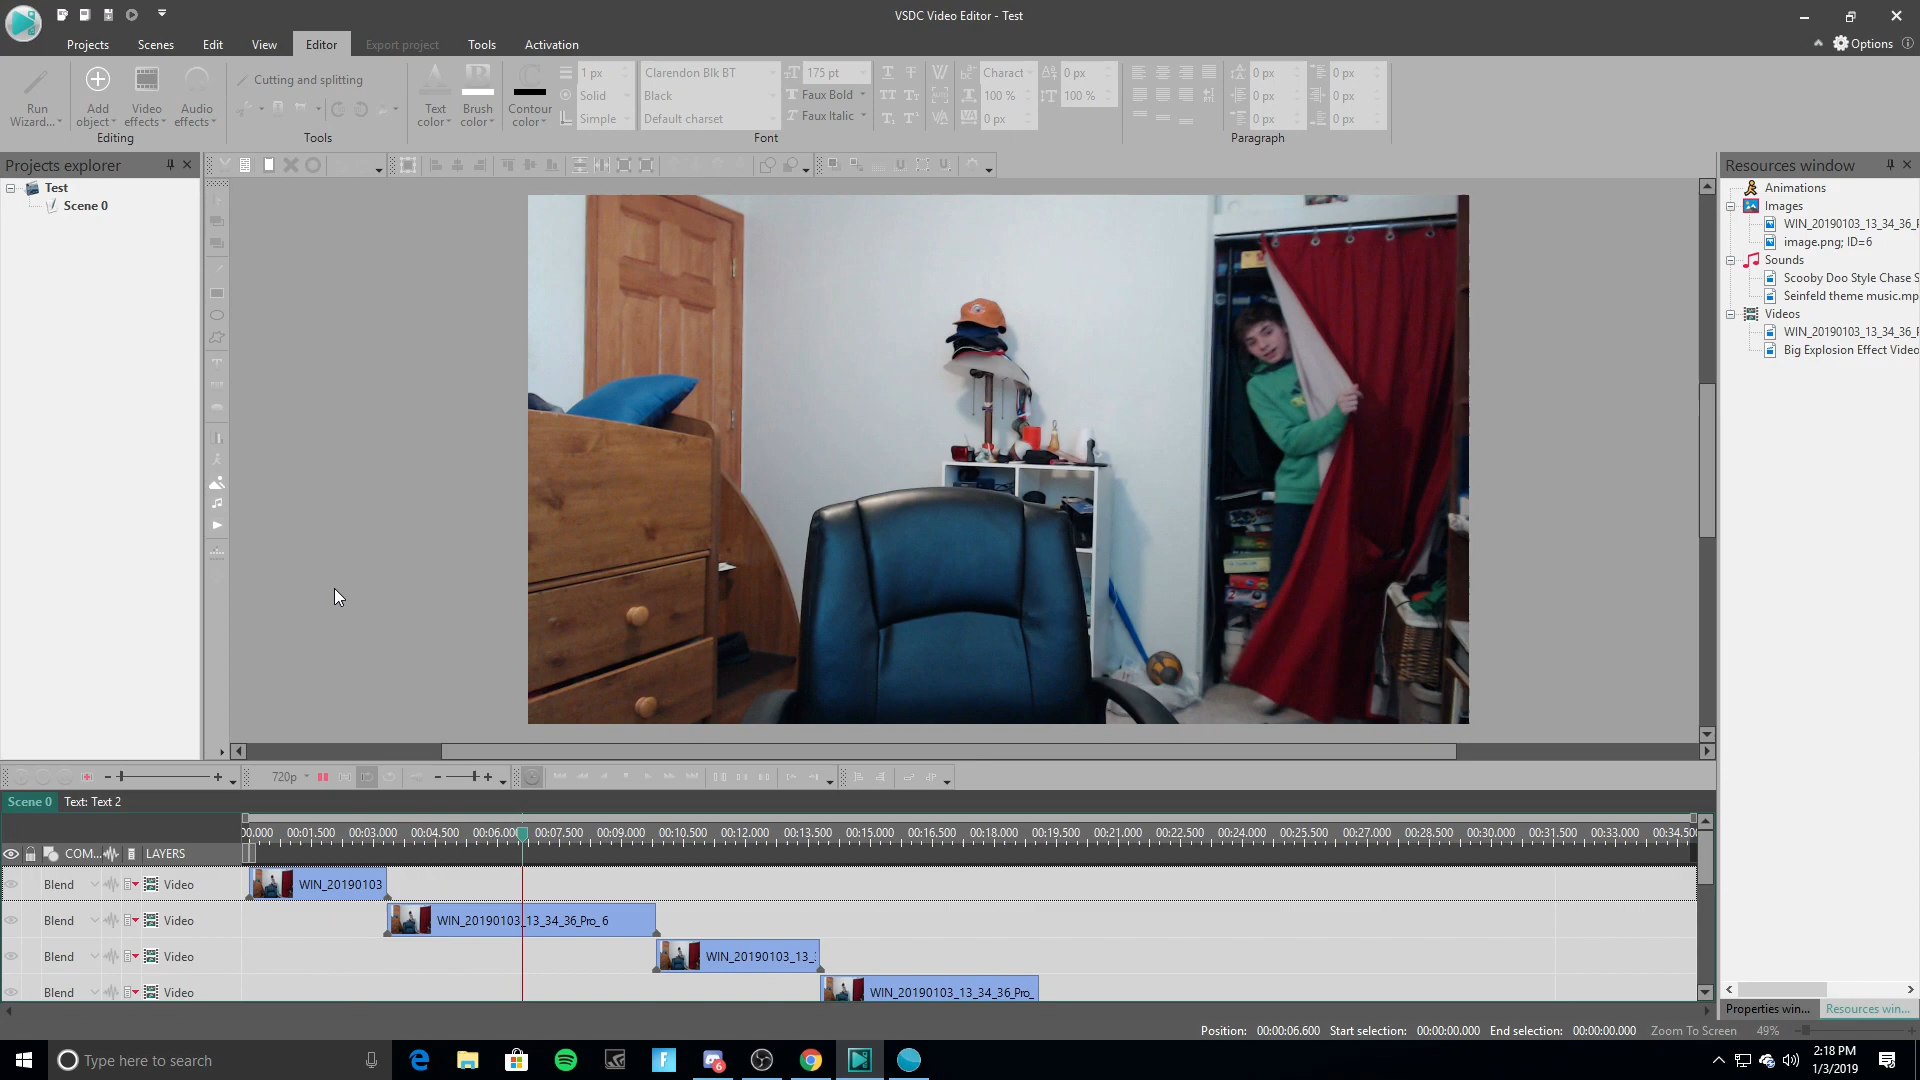 VSDC Video Editor - Test
Projects Scenes Edit View Editor Export project Tools Activation
Options
Run Wizard...
Add object
Video effects
Audio effects
Editing
Cutting and splitting
Tools
Text color
Brush color
Contour color
1 px
Solid
Simple
Clarendon Blk BT
Black
Default charset
175 pt
Faux Bold
Faux Italic
Font
Charact
100 %
0 px
0 px
100 %
0 px 0 px
0 px 0 px
0 px 0 px
Paragraph
Projects explorer
Test
Scene 0
Resources window
Animations
Images
WIN_20190103_13_34_36_F
image.png; ID=6
Sounds
Scooby Doo Style Chase S
Seinfeld theme music.mp
Videos
WIN_20190103_13_34_36_F
Big Explosion Effect Video
720p
Scene 0 Text: Text 2
00.000 00:01.500 00:03.000 00:04.500 00:06.00 00:07.500 00:09.000 00:10.500 00:12.000 00:13.500 00:15.000 00:16.500 00:18.000 00:19.500 00:21.000 00:22.500 00:24.000 00:25.500 00:27.000 00:28.500 00:30.000 00:31.500 00:33.000 00:34.500
COM... LAYERS
Blend Video WIN_20190103
Blend Video WIN_20190103_13_34_36_Pro_6
Blend Video WIN_20190103_13_
Blend Video WIN_20190103_13_34_36_Pro_
Properties win... Resources win...
Position: 00:00:06.600 Start selection: 00:00:00.000 End selection: 00:00:00.000 Zoom To Screen 49%
Type here to search
6
2:18 PM
1/3/2019